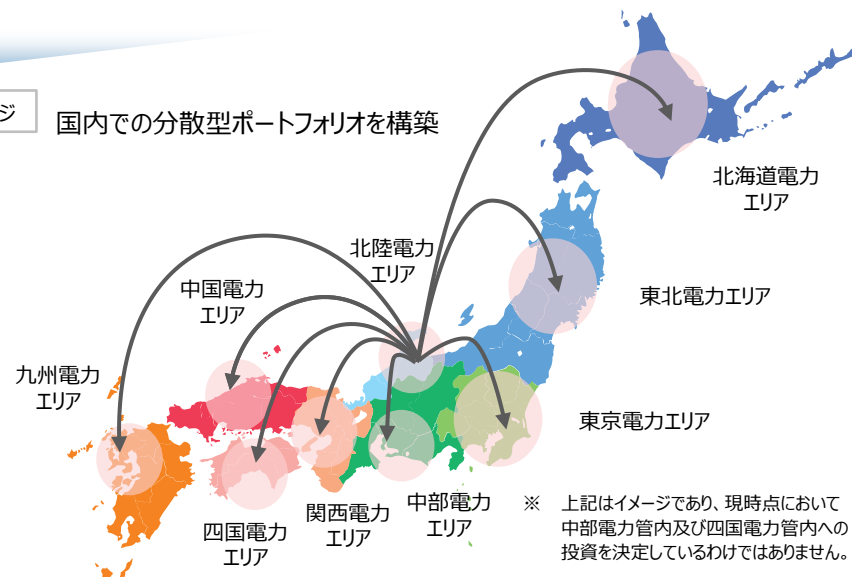 ジ
国内での分散型ポートフォリオを構築
北海道電力
エリア
北陸電力
エリア
中国電力
エリア
東北電力エリア
九州電力
エリア
東京電力エリア
中部電力
エリア
関西電力
エリア
四国電力
エリア
※ 上記はイメージであり、現時点において
中部電力管内及び四国電力管内への
投資を決定しているわけではありません。